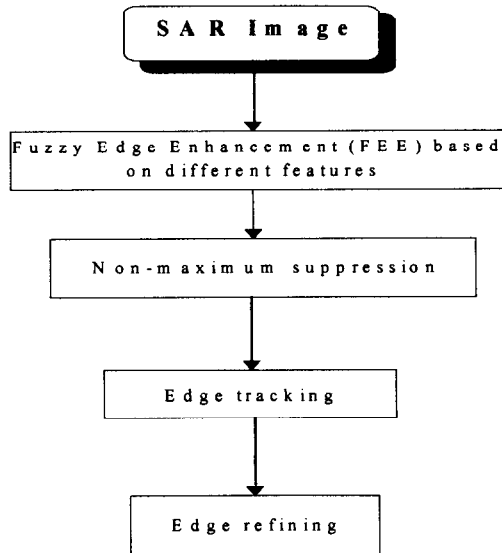 SAR Image
Fuzzy Edge Enhancement (FEE) based
on different features
Non-maximum suppression
Edge tracking
Edge refining